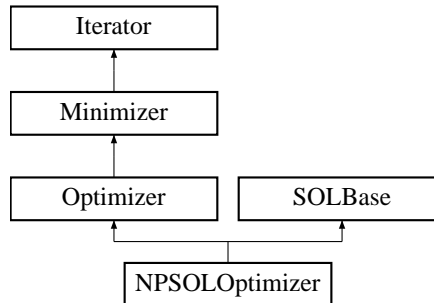 Iterator
Minimizer
Optimizer
SOLBase
NPSOLOptimizer